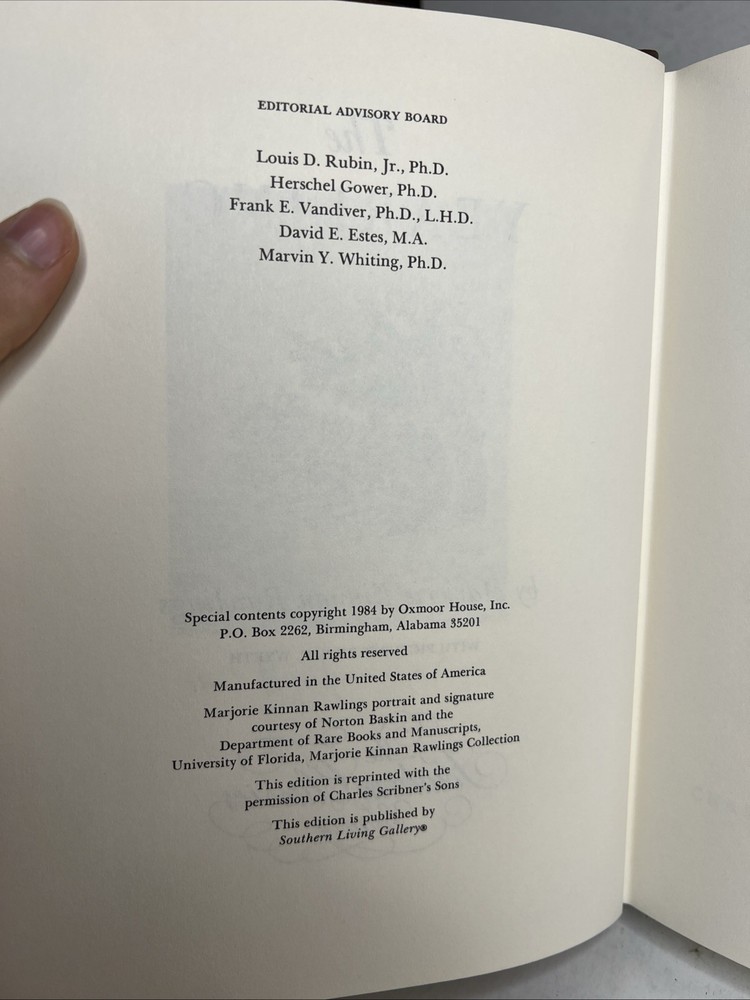 EDITORIAL ADVISORY BOARD
Louis D. Rubin, Jr., Ph.D.
Herschel Gower, Ph.D.
Frank E. Vandiver, Ph.D., L.H.D.
David E. Estes, M.A.
Marvin Y. Whiting, Ph.D.
Special contents copyright 1984 by Oxmoor House, Inc.
P.O. Box 2262, Birmingham, Alabama 35201
All rights reserved
Manufactured in the United States of America
Marjorie Kinnan Rawlings portrait and signature
courtesy of Norton Baskin and the
Department of Rare Books and Manuscripts,
University of Florida, Marjorie Kinnan Rawlings Collection
This edition is reprinted with the
permission of Charles Scribner's Sons
This edition is published by
Southern Living Gallery®